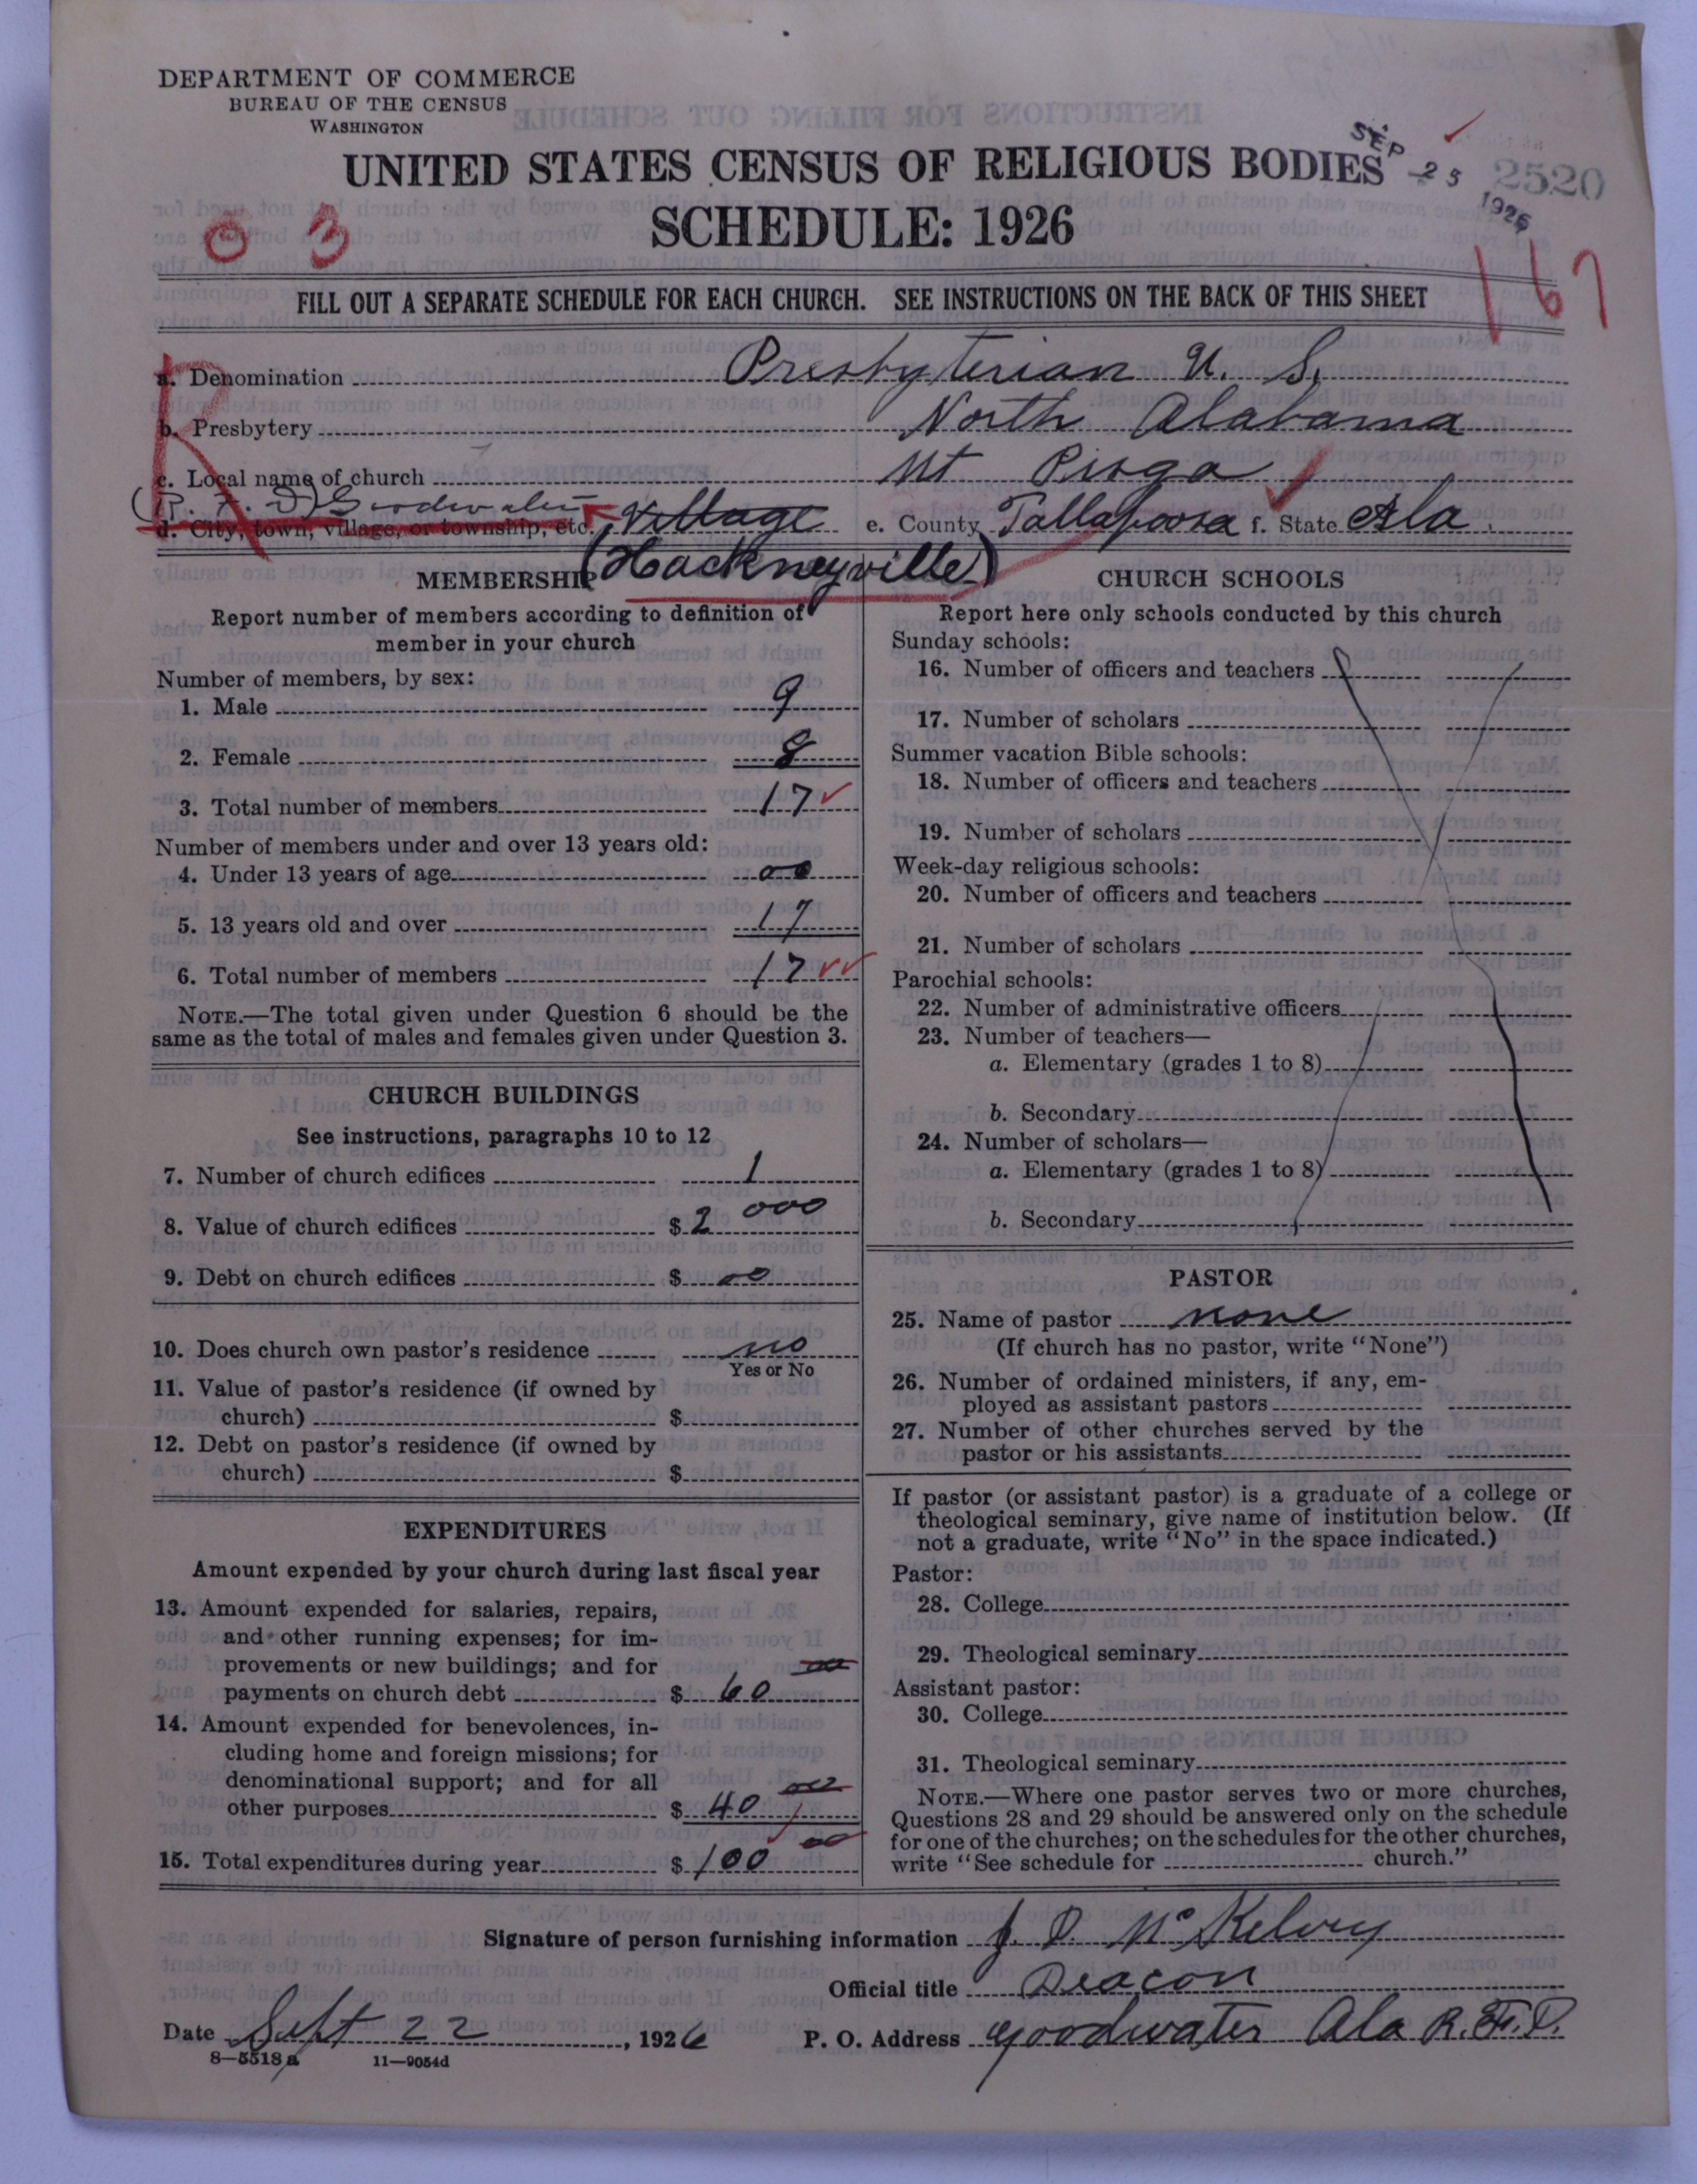 DEPARTMENT OF COMMERCE
BUREAU OF THE CENSUS
WASHINGTON
UNITED STATES CENSUS OF RELIGIOUS BODIES
SEP 25 1926
2520
SCHEDULE: 1926
0 3
167
FILL OUT A SEPARATE SCHEDULE FOR EACH CHURCH. SEE INSTRUCTIONS ON THE BACK OF THIS SHEET
R
a. Denomination Presbyterian U. S.
b. Presbytery North Alabama
c. Local name of church Mt Pisga
(R. F. D) Goodwater
d. City, town, village, or township, etc. Village e. County Tallapoosa f. State Ala.
(Hackneyville)
MEMBERSHIP
Report number of members according to definition of
member in your church
Number of members, by sex:
1. Male 9
2. Female 8
3. Total number of members 17
Number of members under and over 13 years old:
4. Under 13 years of age 00
5. 13 years old and over 17
6. Total number of members 17
NOTE.—The total given under Question 6 should be the
same as the total of males and females given under Question 3.
CHURCH BUILDINGS
See instructions, paragraphs 10 to 12
7. Number of church edifices 1
8. Value of church edifices $ 2 000
9. Debt on church edifices $ 00
10. Does church own pastor's residence no
Yes or No
11. Value of pastor's residence (if owned by
church) $
12. Debt on pastor's residence (if owned by
church) $
EXPENDITURES
Amount expended by your church during last fiscal year
13. Amount expended for salaries, repairs,
and other running expenses; for im-
provements or new buildings; and for 00
payments on church debt $ 60
14. Amount expended for benevolences, in-
cluding home and foreign missions; for
denominational support; and for all 00
other purposes $ 40
15. Total expenditures during year $ 100 00
CHURCH SCHOOLS
Report here only schools conducted by this church
Sunday schools:
16. Number of officers and teachers
17. Number of scholars
Summer vacation Bible schools:
18. Number of officers and teachers
19. Number of scholars
Week-day religious schools:
20. Number of officers and teachers
21. Number of scholars
Parochial schools:
22. Number of administrative officers
23. Number of teachers—
a. Elementary (grades 1 to 8)
b. Secondary
24. Number of scholars—
a. Elementary (grades 1 to 8)
b. Secondary
PASTOR
25. Name of pastor none
(If church has no pastor, write "None")
26. Number of ordained ministers, if any, em-
ployed as assistant pastors
27. Number of other churches served by the
pastor or his assistants
If pastor (or assistant pastor) is a graduate of a college or
theological seminary, give name of institution below. (If
not a graduate, write "No" in the space indicated.)
Pastor:
28. College
29. Theological seminary
Assistant pastor:
30. College
31. Theological seminary
NOTE.—Where one pastor serves two or more churches,
Questions 28 and 29 should be answered only on the schedule
for one of the churches; on the schedules for the other churches,
write "See schedule for church."
Signature of person furnishing information J. D. McKelvey
Official title Deacon
Date Sept 22, 1926 P. O. Address Goodwater Ala R.F.D.
8—5518a 11—9054d